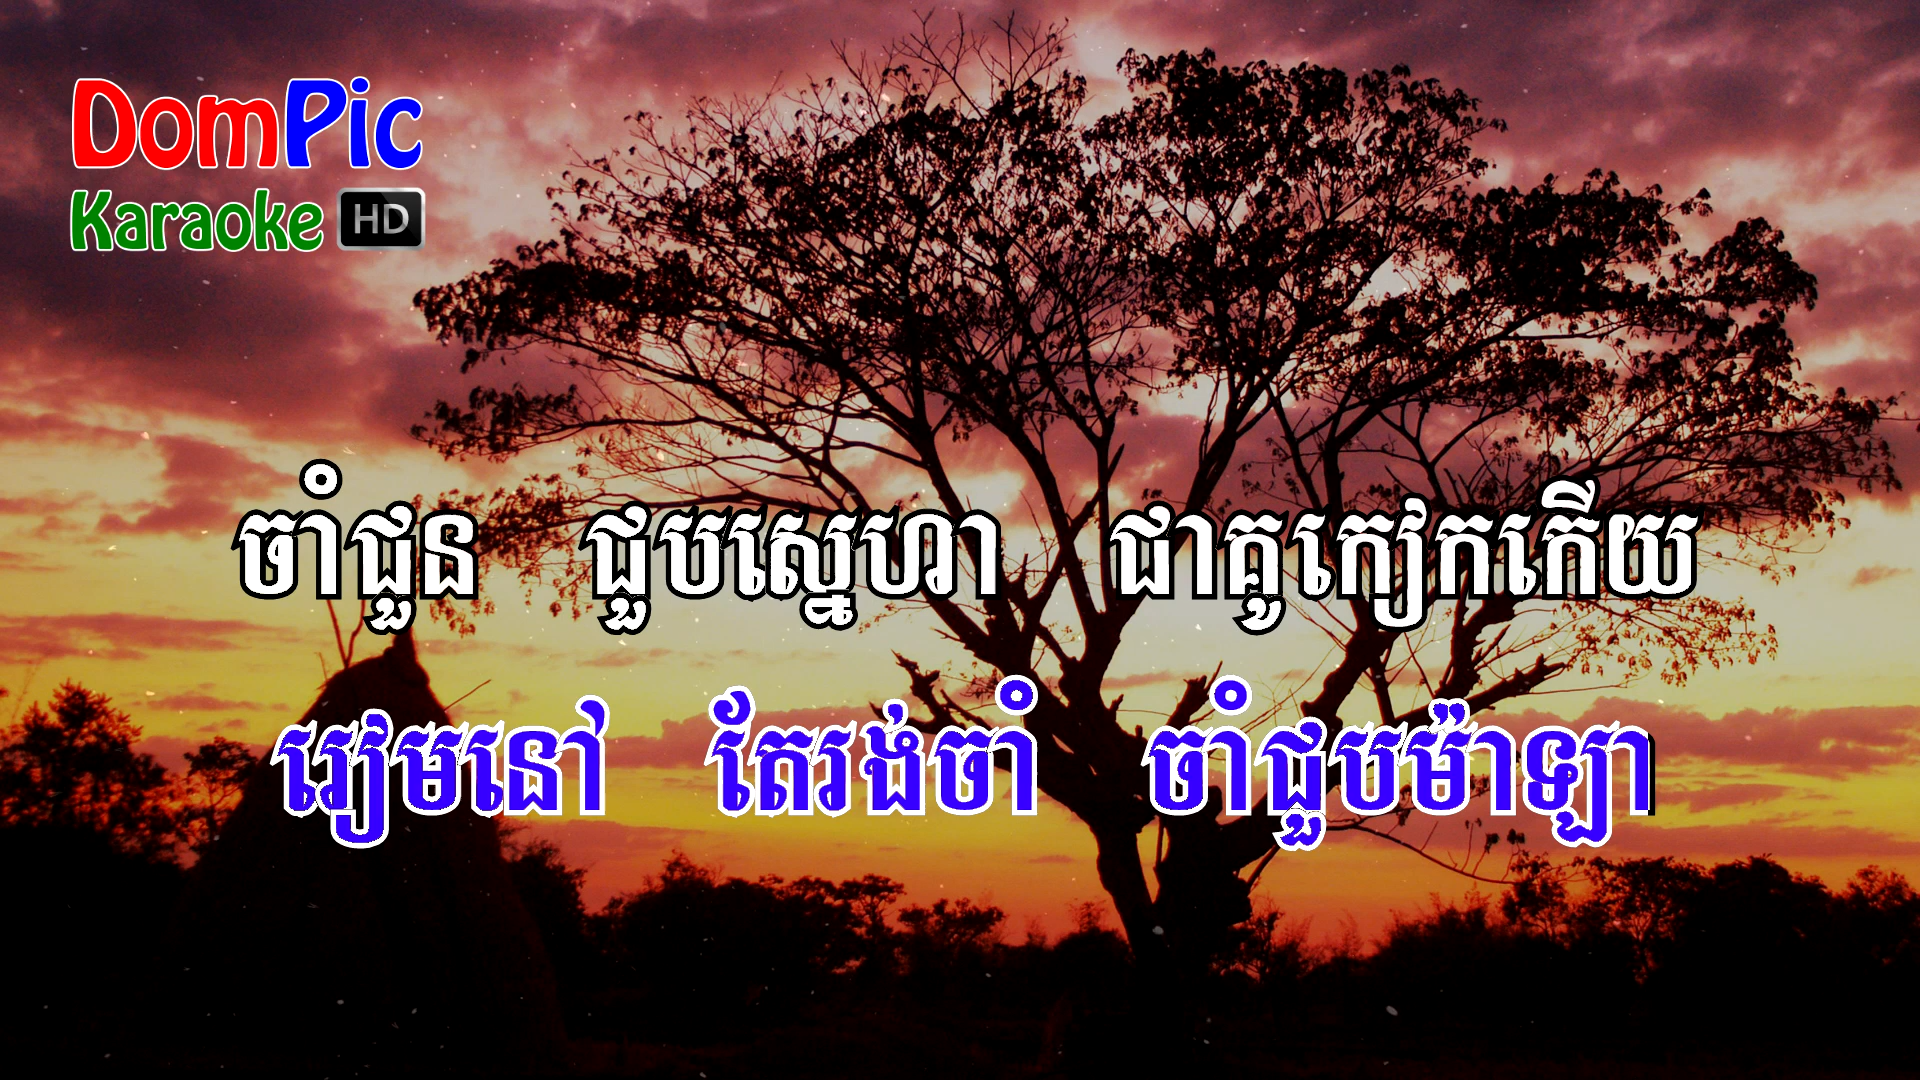 DomPic
Karaoke HD
ចាំជួន ជួបស្នេហា ជាគូកៀកកើយ
រៀមនៅ តែរង់ចាំ ចាំជួបម៉ាឡា